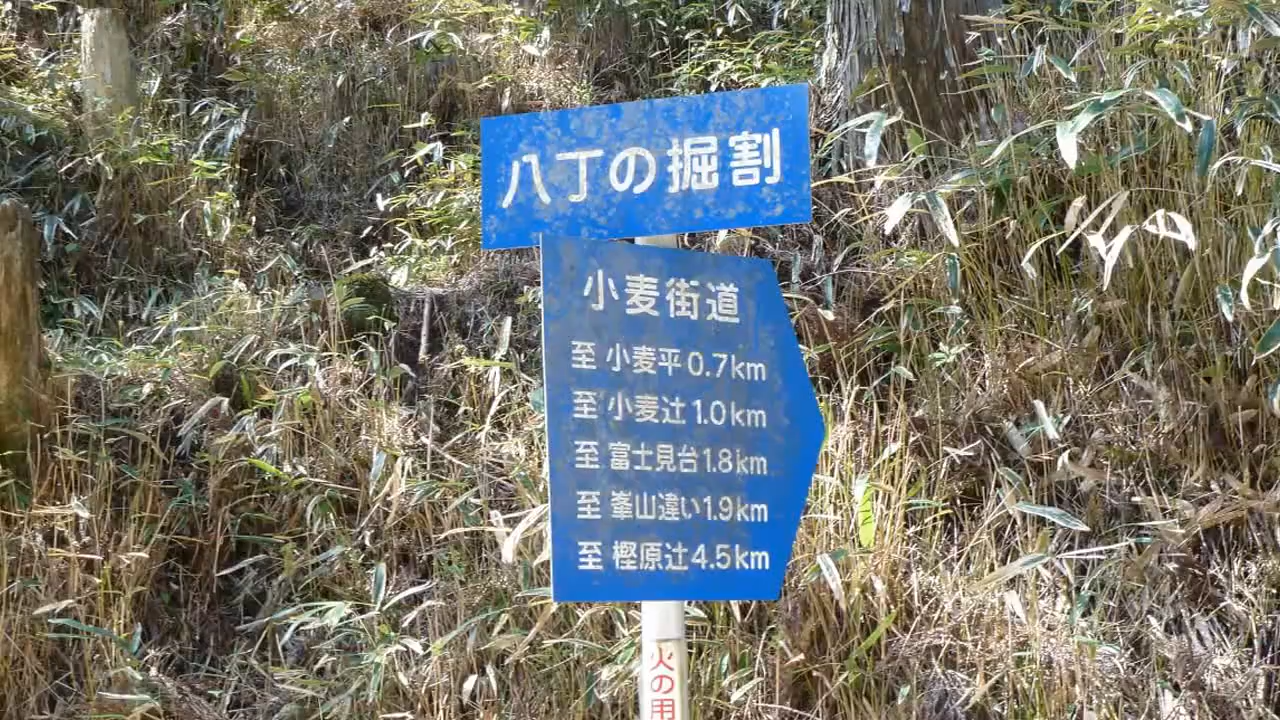 八丁の掘割
小麦街道
至 小麦平0.7km
至 小麦辻1.0km
至 富士見台1.8km
至 峯山違い1.9km
至 樫原辻4.5km
火の用